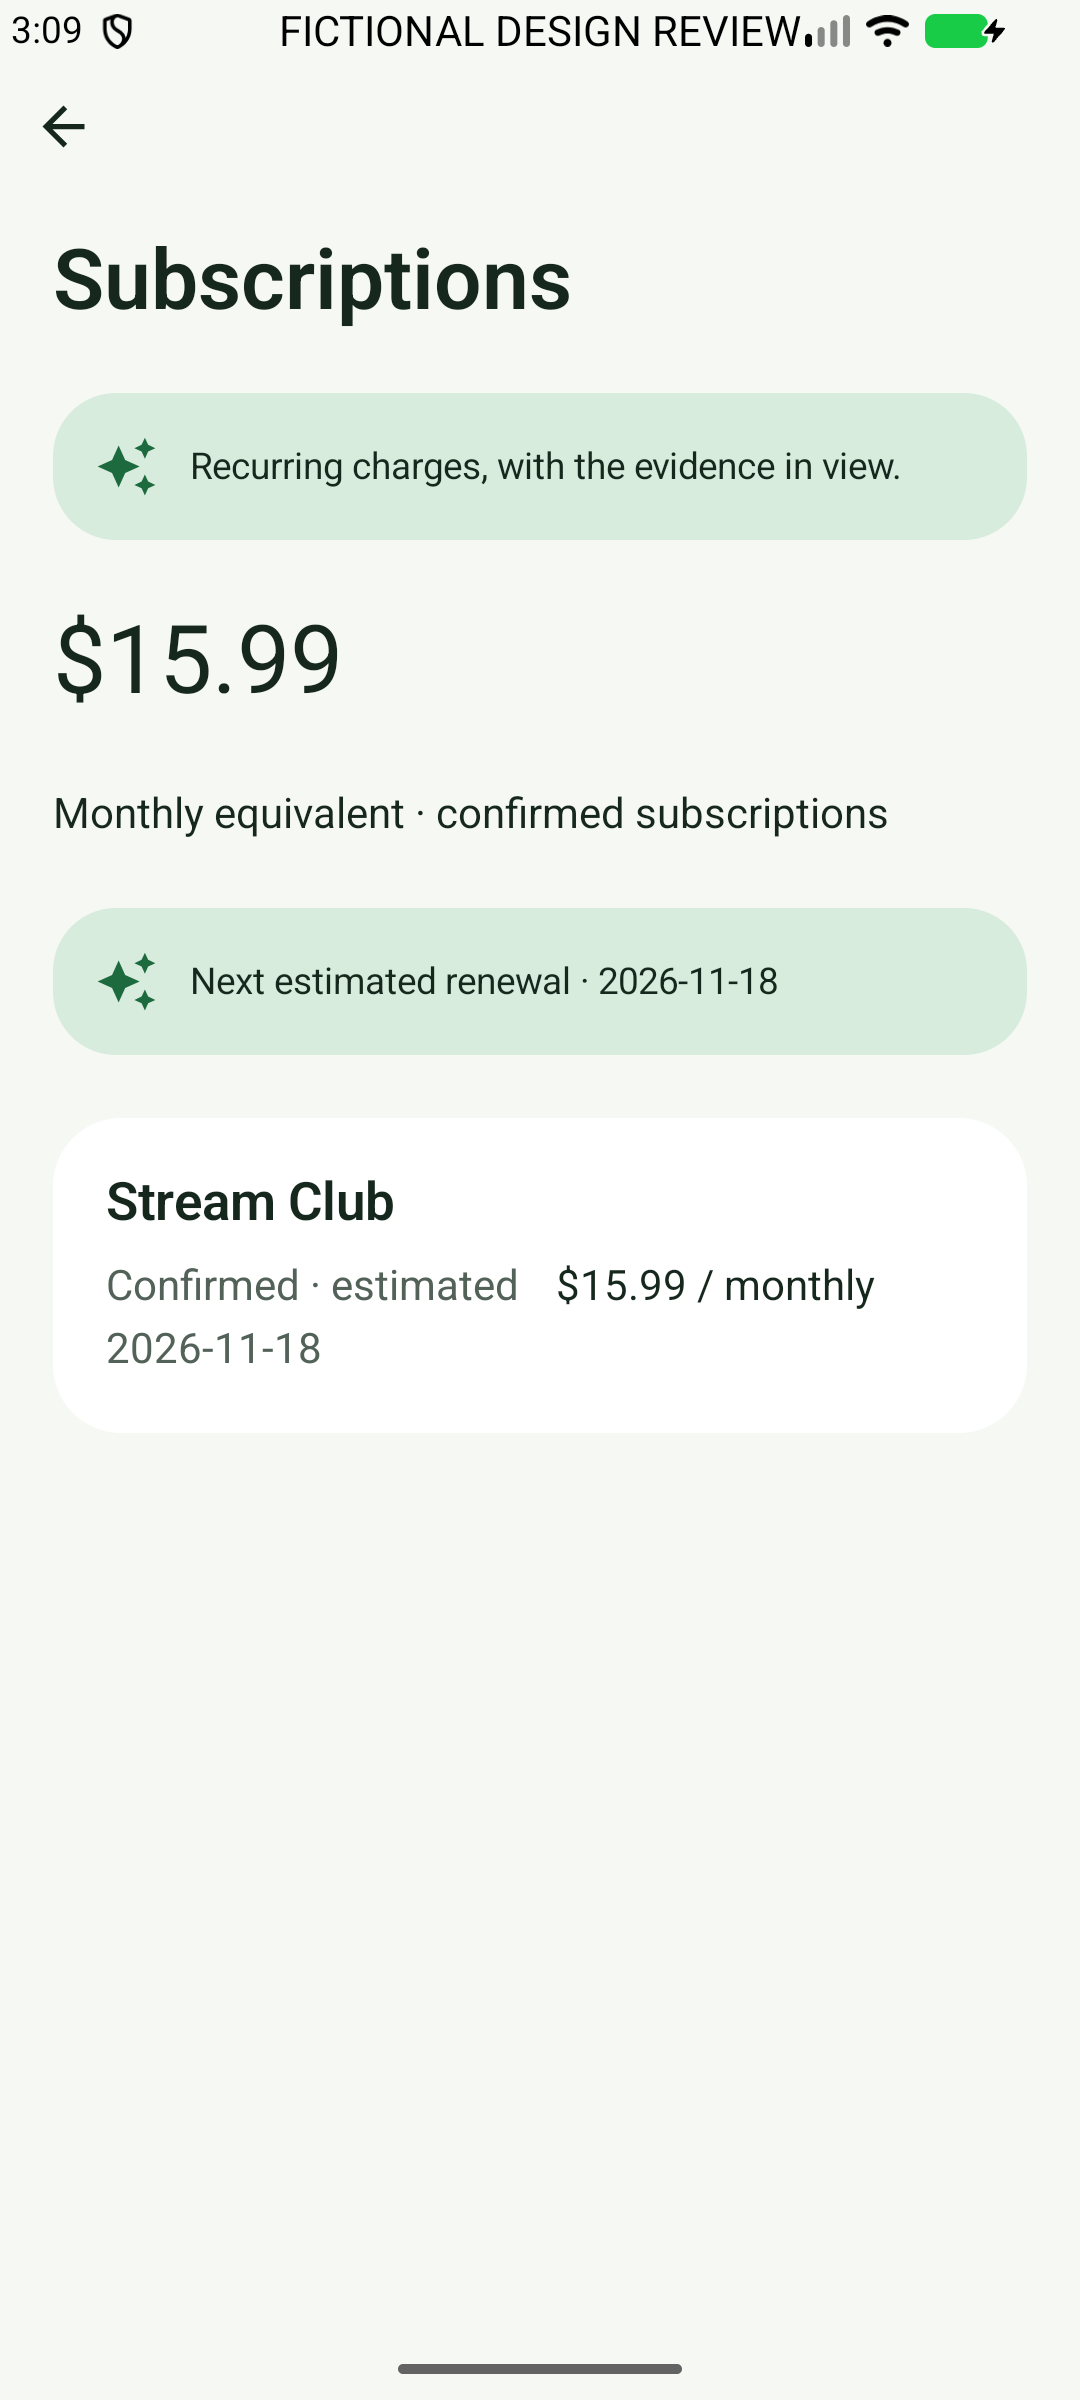 3:09 FICTIONAL DESIGN REVIEW
Subscriptions
Recurring charges, with the evidence in view.
$15.99
Monthly equivalent · confirmed subscriptions
Next estimated renewal · 2026-11-18
Stream Club
Confirmed · estimated $15.99 / monthly
2026-11-18